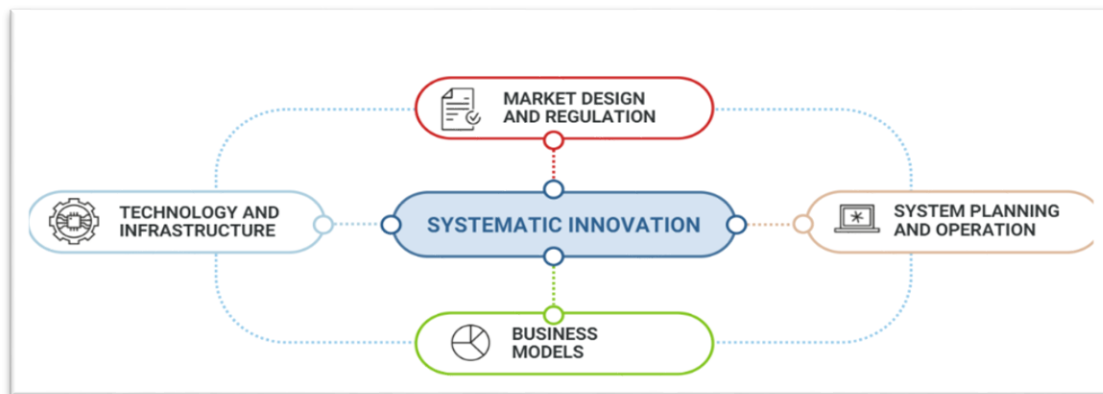 MARKET DESIGN
AND REGULATION
TECHNOLOGY AND
INFRASTRUCTURE
SYSTEMATIC INNOVATION
SYSTEM PLANNING
AND OPERATION
BUSINESS
MODELS